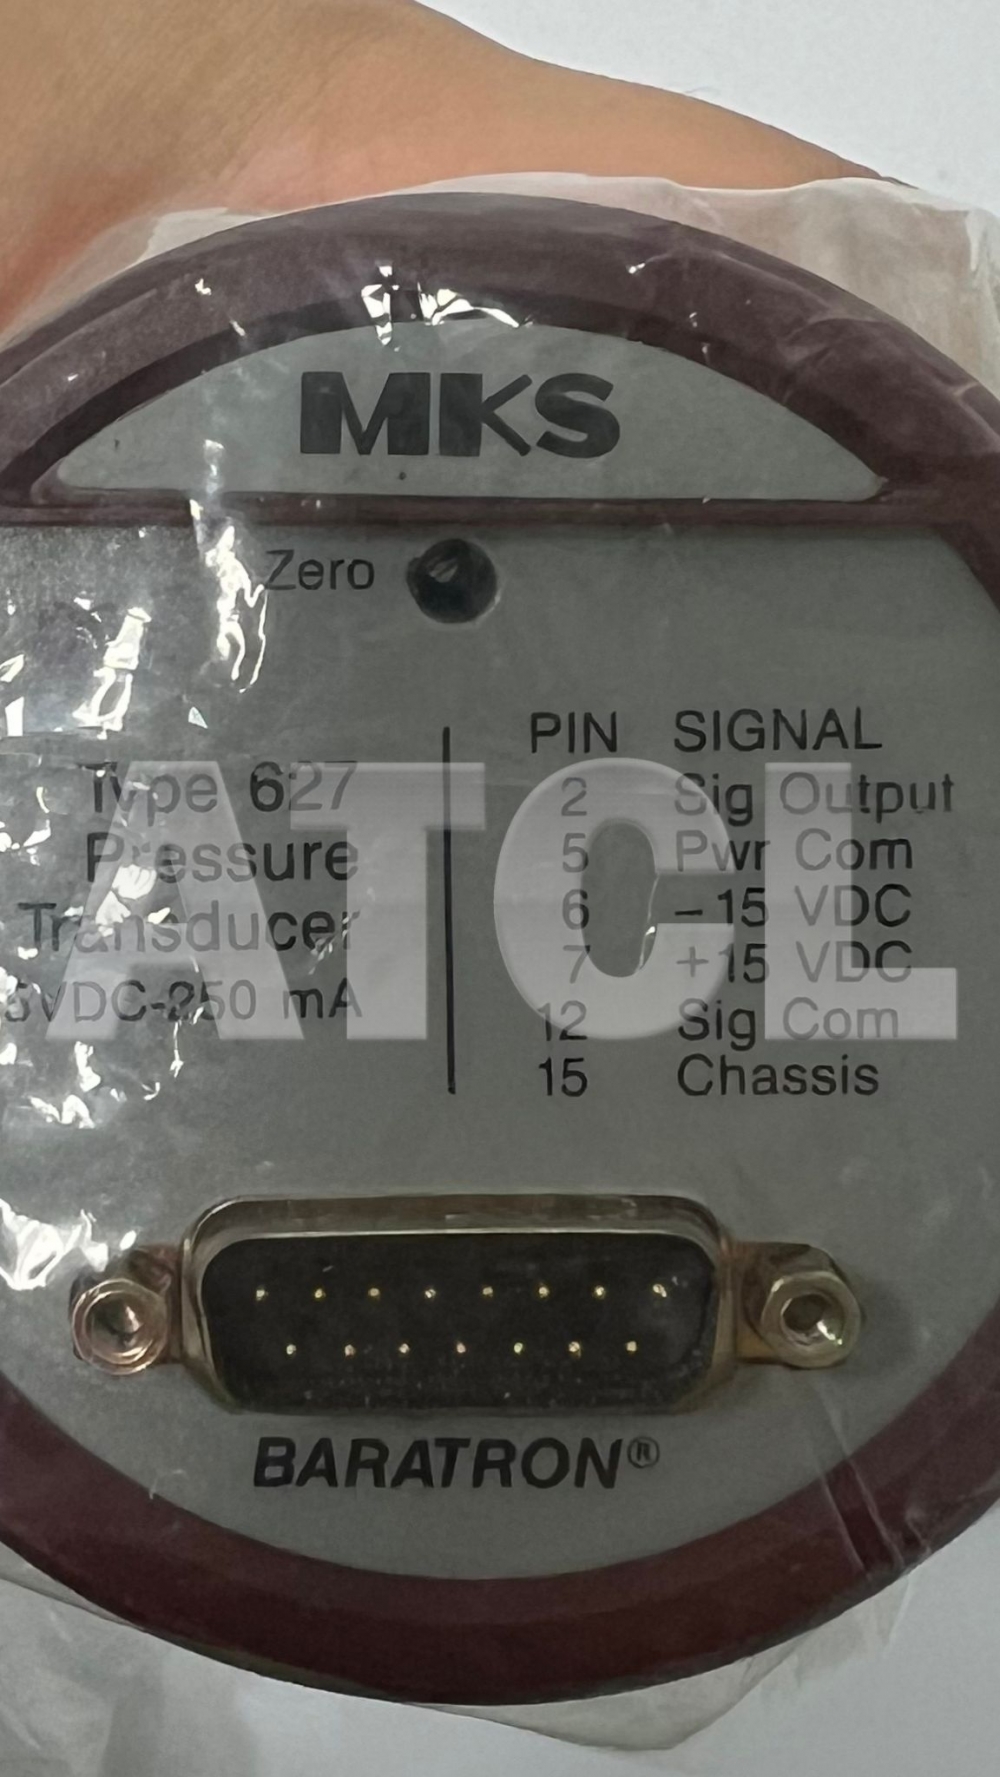 MKS
Zero
Type 627
Pressure
Transducer
5VDC-250 mA
PIN SIGNAL
2 Sig Output
5 Pwr Com
6 –15 VDC
7 +15 VDC
12 Sig Com
15 Chassis
BARATRON®
ATCL